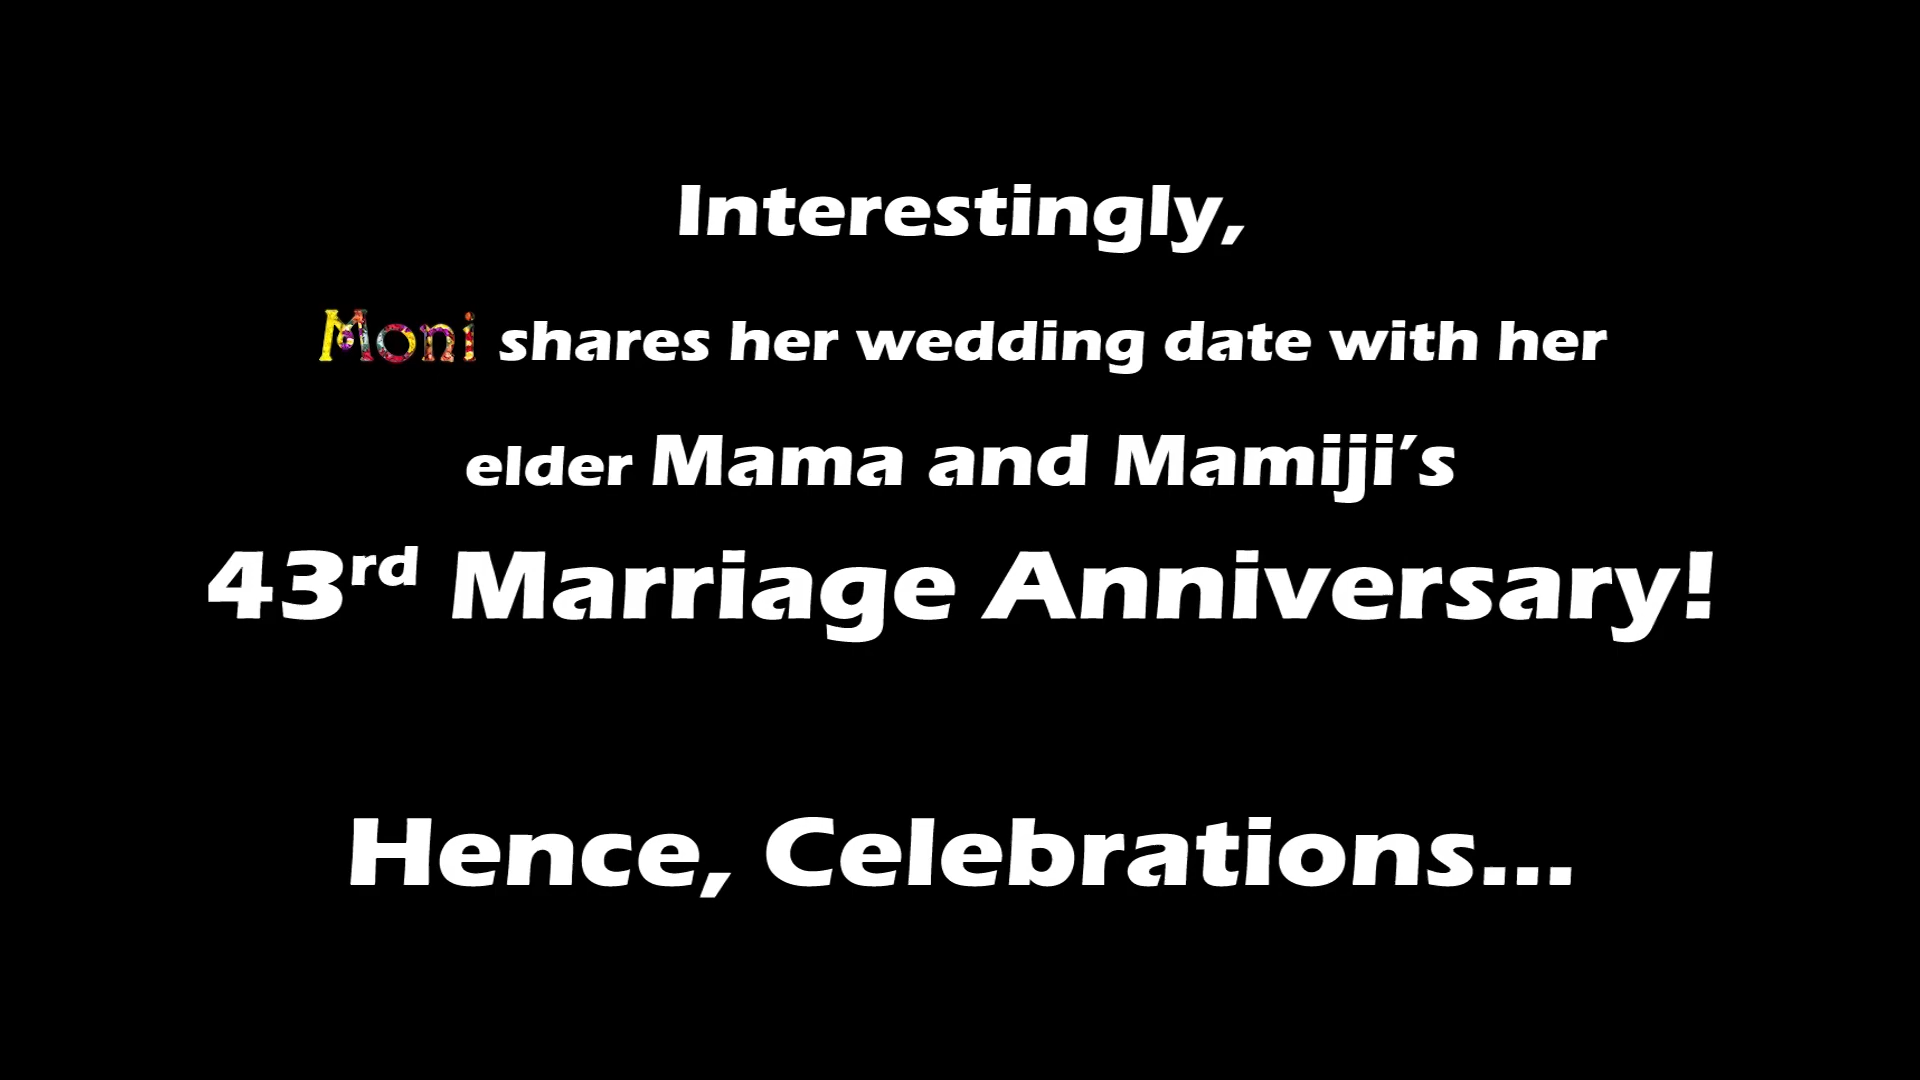 Interestingly,
Moni shares her wedding date with her
elder Mama and Mamiji’s
43rd Marriage Anniversary!
Hence, Celebrations...